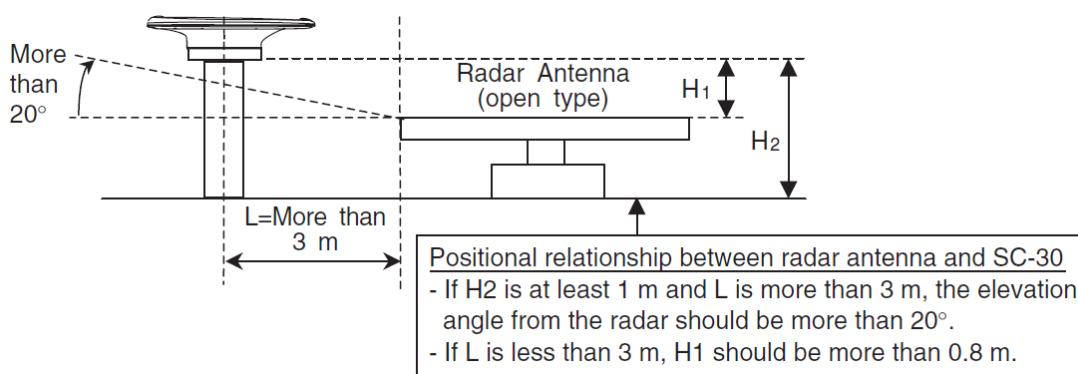 More
than
20°
Radar Antenna
(open type)
H1
H2
L=More than
3 m
Positional relationship between radar antenna and SC-30
- If H2 is at least 1 m and L is more than 3 m, the elevation
angle from the radar should be more than 20°.
- If L is less than 3 m, H1 should be more than 0.8 m.